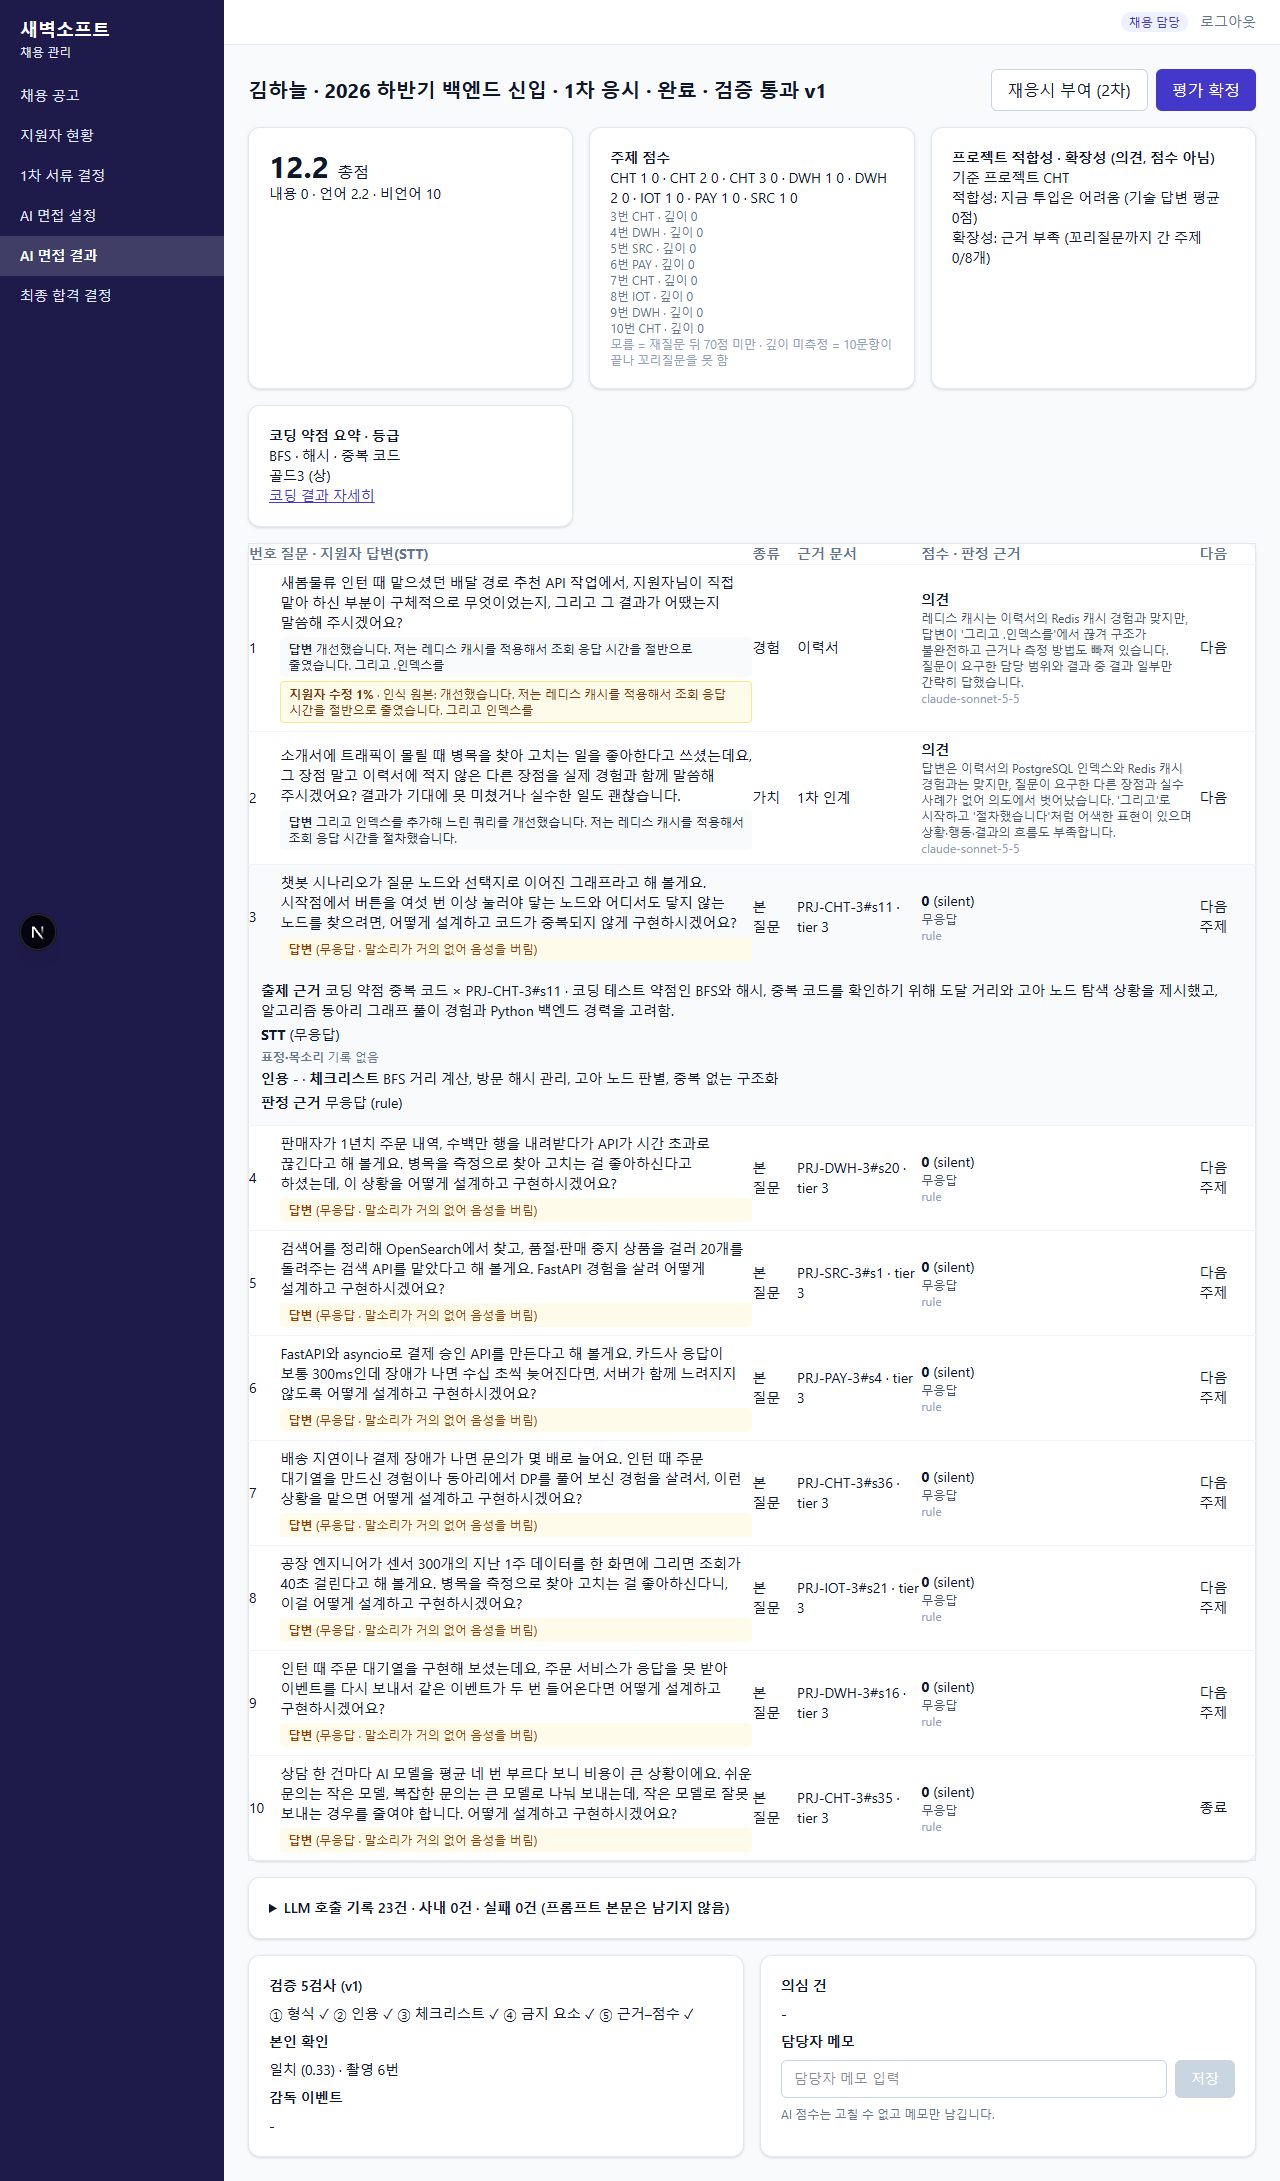 새벽소프트
채용 관리
채용 공고
지원자 현황
1차 서류 결정
AI 면접 설정
AI 면접 결과
최종 합격 결정
채용 담당
로그아웃
김하늘 · 2026 하반기 백엔드 신입 · 1차 응시 · 완료 · 검증 통과 v1
재응시 부여 (2차)
평가 확정
12.2 총점
내용 0 · 언어 2.2 · 비언어 10
주제 점수
CHT 1 0 · CHT 2 0 · CHT 3 0 · DWH 1 0 · DWH
2 0 · IOT 1 0 · PAY 1 0 · SRC 1 0
3번 CHT · 깊이 0
4번 DWH · 깊이 0
5번 SRC · 깊이 0
6번 PAY · 깊이 0
7번 CHT · 깊이 0
8번 IOT · 깊이 0
9번 DWH · 깊이 0
10번 CHT · 깊이 0
모름 = 재질문 뒤 70점 미만 · 깊이 미측정 = 10문항이
끝나 꼬리질문을 못 함
프로젝트 적합성 · 확장성 (의견, 점수 아님)
기준 프로젝트 CHT
적합성: 지금 투입은 어려움 (기술 답변 평균
0점)
확장성: 근거 부족 (꼬리질문까지 간 주제
0/8개)
코딩 약점 요약 · 등급
BFS · 해시 · 중복 코드
골드3 (상)
코딩 결과 자세히
번호 질문 · 지원자 답변(STT) 종류 근거 문서 점수 · 판정 근거 다음
1
새봄물류 인턴 때 맡으셨던 배달 경로 추천 API 작업에서, 지원자님이 직접
맡아 하신 부분이 구체적으로 무엇이었는지, 그리고 그 결과가 어땠는지
말씀해 주시겠어요?
답변 개선했습니다. 저는 레디스 캐시를 적용해서 조회 응답 시간을 절반으로
줄였습니다. 그리고 .인덱스를
지원자 수정 1% · 인식 원본: 개선했습니다. 저는 레디스 캐시를 적용해서 조회 응답
시간을 절반으로 줄였습니다. 그리고 인덱스를
경험
이력서
의견
레디스 캐시는 이력서의 Redis 캐시 경험과 맞지만,
답변이 '그리고 .인덱스를'에서 끊겨 구조가
불완전하고 근거나 측정 방법도 빠져 있습니다.
질문이 요구한 담당 범위와 결과 중 결과 일부만
간략히 답했습니다.
claude-sonnet-5-5
다음
2
소개서에 트래픽이 몰릴 때 병목을 찾아 고치는 일을 좋아한다고 쓰셨는데요,
그 장점 말고 이력서에 적지 않은 다른 장점을 실제 경험과 함께 말씀해
주시겠어요? 결과가 기대에 못 미쳤거나 실수한 일도 괜찮습니다.
답변 그리고 인덱스를 추가해 느린 쿼리를 개선했습니다. 저는 레디스 캐시를 적용해서
조회 응답 시간을 절차했습니다.
가치
1차 인계
의견
답변은 이력서의 PostgreSQL 인덱스와 Redis 캐시
경험과는 맞지만, 질문이 요구한 다른 장점과 실수
사례가 없어 의도에서 벗어났습니다. '그리고'로
시작하고 '절차했습니다'처럼 어색한 표현이 있으며
상황·행동·결과의 흐름도 부족합니다.
claude-sonnet-5-5
다음
3
챗봇 시나리오가 질문 노드와 선택지로 이어진 그래프라고 해 볼게요.
시작점에서 버튼을 여섯 번 이상 눌러야 닿는 노드와 어디서도 닿지 않는
노드를 찾으려면, 어떻게 설계하고 코드가 중복되지 않게 구현하시겠어요?
답변 (무응답 · 말소리가 거의 없어 음성을 버림)
본
질문
PRJ-CHT-3#s11 ·
tier 3
0 (silent)
무응답
rule
다음
주제
출제 근거 코딩 약점 중복 코드 × PRJ-CHT-3#s11 · 코딩 테스트 약점인 BFS와 해시, 중복 코드를 확인하기 위해 도달 거리와 고아 노드 탐색 상황을 제시했고,
알고리즘 동아리 그래프 풀이 경험과 Python 백엔드 경력을 고려함.
STT (무응답)
표정·목소리 기록 없음
인용 - · 체크리스트 BFS 거리 계산, 방문 해시 관리, 고아 노드 판별, 중복 없는 구조화
판정 근거 무응답 (rule)
4
판매자가 1년치 주문 내역, 수백만 행을 내려받다가 API가 시간 초과로
끊긴다고 해 볼게요. 병목을 측정으로 찾아 고치는 걸 좋아하신다고
하셨는데, 이 상황을 어떻게 설계하고 구현하시겠어요?
답변 (무응답 · 말소리가 거의 없어 음성을 버림)
본
질문
PRJ-DWH-3#s20 ·
tier 3
0 (silent)
무응답
rule
다음
주제
5
검색어를 정리해 OpenSearch에서 찾고, 품절·판매 중지 상품을 걸러 20개를
돌려주는 검색 API를 맡았다고 해 볼게요. FastAPI 경험을 살려 어떻게
설계하고 구현하시겠어요?
답변 (무응답 · 말소리가 거의 없어 음성을 버림)
본
질문
PRJ-SRC-3#s1 · tier
3
0 (silent)
무응답
rule
다음
주제
6
FastAPI와 asyncio로 결제 승인 API를 만든다고 해 볼게요. 카드사 응답이
보통 300ms인데 장애가 나면 수십 초씩 늦어진다면, 서버가 함께 느려지지
않도록 어떻게 설계하고 구현하시겠어요?
답변 (무응답 · 말소리가 거의 없어 음성을 버림)
본
질문
PRJ-PAY-3#s4 · tier
3
0 (silent)
무응답
rule
다음
주제
7
배송 지연이나 결제 장애가 나면 문의가 몇 배로 늘어요. 인턴 때 주문
대기열을 만드신 경험이나 동아리에서 DP를 풀어 보신 경험을 살려서, 이런
상황을 맡으면 어떻게 설계하고 구현하시겠어요?
답변 (무응답 · 말소리가 거의 없어 음성을 버림)
본
질문
PRJ-CHT-3#s36 ·
tier 3
0 (silent)
무응답
rule
다음
주제
8
공장 엔지니어가 센서 300개의 지난 1주 데이터를 한 화면에 그리면 조회가
40초 걸린다고 해 볼게요. 병목을 측정으로 찾아 고치는 걸 좋아하신다니,
이걸 어떻게 설계하고 구현하시겠어요?
답변 (무응답 · 말소리가 거의 없어 음성을 버림)
본
질문
PRJ-IOT-3#s21 · tier
3
0 (silent)
무응답
rule
다음
주제
9
인턴 때 주문 대기열을 구현해 보셨는데요, 주문 서비스가 응답을 못 받아
이벤트를 다시 보내서 같은 이벤트가 두 번 들어온다면 어떻게 설계하고
구현하시겠어요?
답변 (무응답 · 말소리가 거의 없어 음성을 버림)
본
질문
PRJ-DWH-3#s16 ·
tier 3
0 (silent)
무응답
rule
다음
주제
10
상담 한 건마다 AI 모델을 평균 네 번 부르다 보니 비용이 큰 상황이에요. 쉬운
문의는 작은 모델, 복잡한 문의는 큰 모델로 나눠 보내는데, 작은 모델로 잘못
보내는 경우를 줄여야 합니다. 어떻게 설계하고 구현하시겠어요?
답변 (무응답 · 말소리가 거의 없어 음성을 버림)
본
질문
PRJ-CHT-3#s35 ·
tier 3
0 (silent)
무응답
rule
종료
▶ LLM 호출 기록 23건 · 사내 0건 · 실패 0건 (프롬프트 본문은 남기지 않음)
검증 5검사 (v1)
① 형식 ✓ ② 인용 ✓ ③ 체크리스트 ✓ ④ 금지 요소 ✓ ⑤ 근거–점수 ✓
본인 확인
일치 (0.33) · 촬영 6번
감독 이벤트
-
의심 건
-
담당자 메모
담당자 메모 입력
저장
AI 점수는 고칠 수 없고 메모만 남깁니다.
N